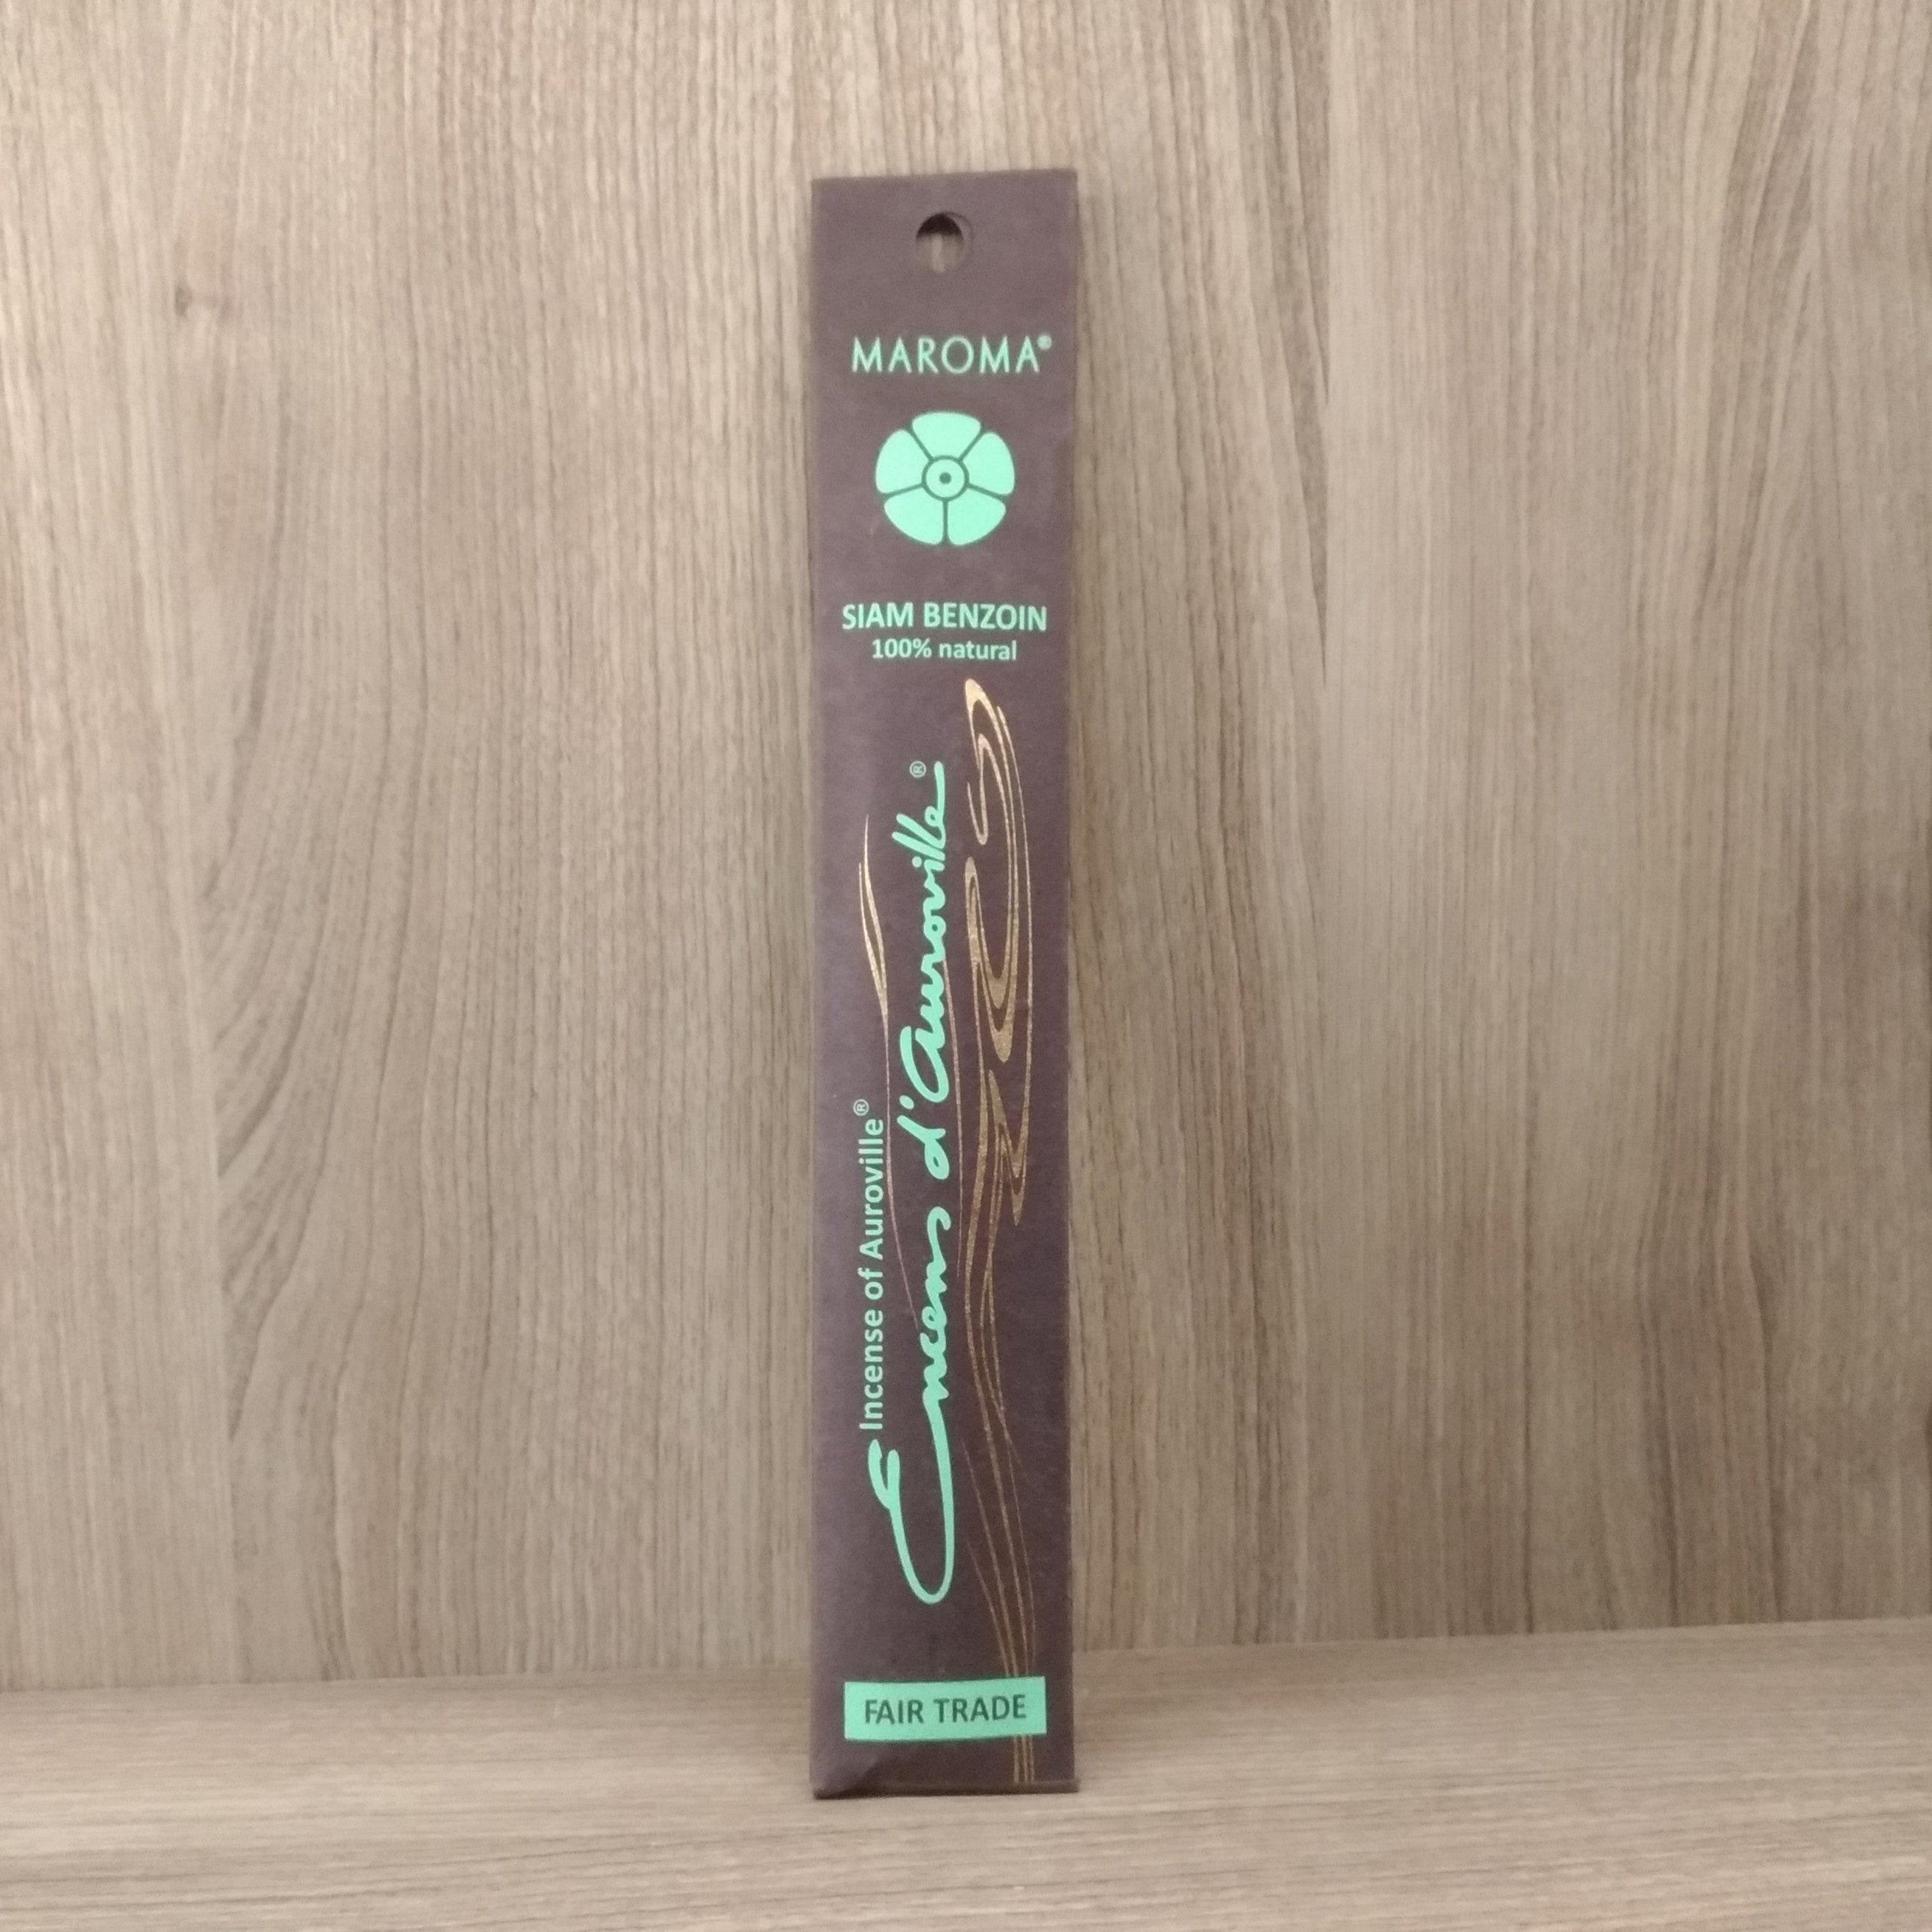 MAROMA®
SIAM BENZOIN
100% natural
Incense of Auroville®
Encens d'Auroville®
FAIR TRADE